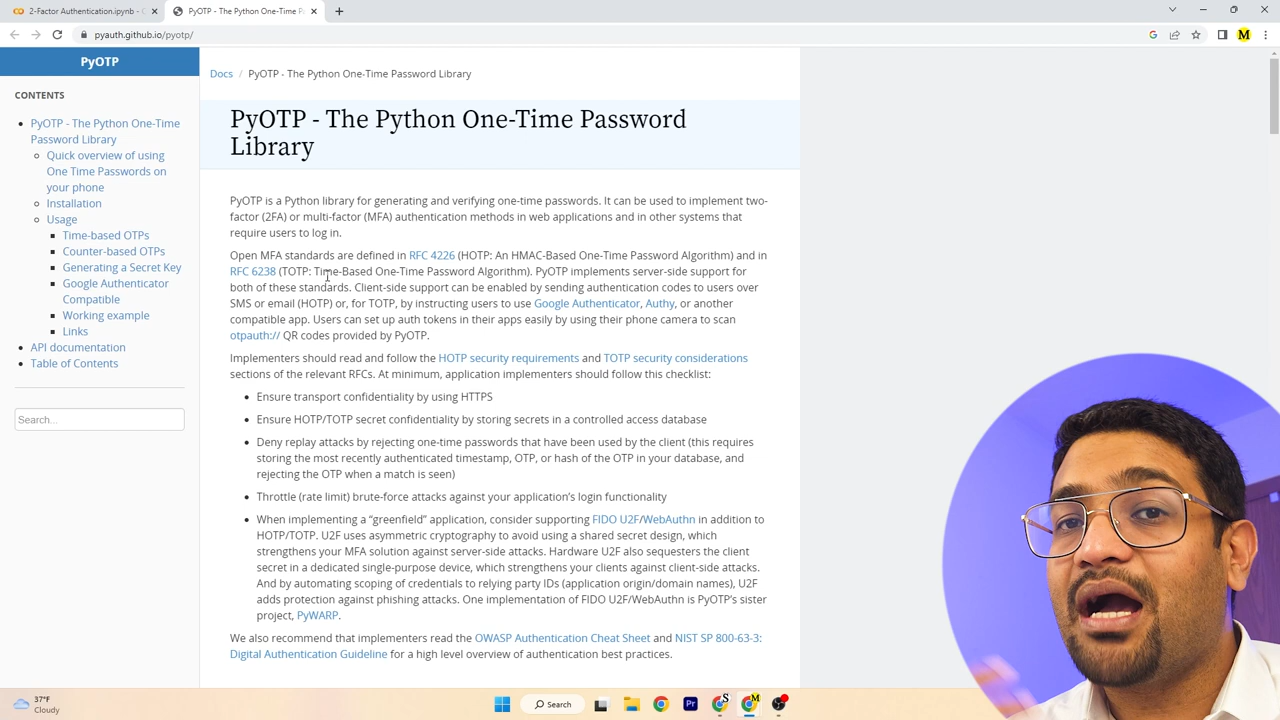 2-Factor Authentication.ipynb - C
PyOTP - The Python One-Time P
pyauth.github.io/pyotp/
M
PyOTP
CONTENTS
PyOTP - The Python One-Time
Password Library
Quick overview of using
One Time Passwords on
your phone
Installation
Usage
Time-based OTPs
Counter-based OTPs
Generating a Secret Key
Google Authenticator
Compatible
Working example
Links
API documentation
Table of Contents
Search...
Docs / PyOTP - The Python One-Time Password Library
PyOTP - The Python One-Time Password
Library
PyOTP is a Python library for generating and verifying one-time passwords. It can be used to implement two-
factor (2FA) or multi-factor (MFA) authentication methods in web applications and in other systems that
require users to log in.
Open MFA standards are defined in RFC 4226 (HOTP: An HMAC-Based One-Time Password Algorithm) and in
RFC 6238 (TOTP: Time-Based One-Time Password Algorithm). PyOTP implements server-side support for
both of these standards. Client-side support can be enabled by sending authentication codes to users over
SMS or email (HOTP) or, for TOTP, by instructing users to use Google Authenticator, Authy, or another
compatible app. Users can set up auth tokens in their apps easily by using their phone camera to scan
otpauth:// QR codes provided by PyOTP.
Implementers should read and follow the HOTP security requirements and TOTP security considerations
sections of the relevant RFCs. At minimum, application implementers should follow this checklist:
Ensure transport confidentiality by using HTTPS
Ensure HOTP/TOTP secret confidentiality by storing secrets in a controlled access database
Deny replay attacks by rejecting one-time passwords that have been used by the client (this requires
storing the most recently authenticated timestamp, OTP, or hash of the OTP in your database, and
rejecting the OTP when a match is seen)
Throttle (rate limit) brute-force attacks against your application's login functionality
When implementing a “greenfield” application, consider supporting FIDO U2F/WebAuthn in addition to
HOTP/TOTP. U2F uses asymmetric cryptography to avoid using a shared secret design, which
strengthens your MFA solution against server-side attacks. Hardware U2F also sequesters the client
secret in a dedicated single-purpose device, which strengthens your clients against client-side attacks.
And by automating scoping of credentials to relying party IDs (application origin/domain names), U2F
adds protection against phishing attacks. One implementation of FIDO U2F/WebAuthn is PyOTP's sister
project, PyWARP.
We also recommend that implementers read the OWASP Authentication Cheat Sheet and NIST SP 800-63-3:
Digital Authentication Guideline for a high level overview of authentication best practices.
37°F
Cloudy
Search
Pr
S
M